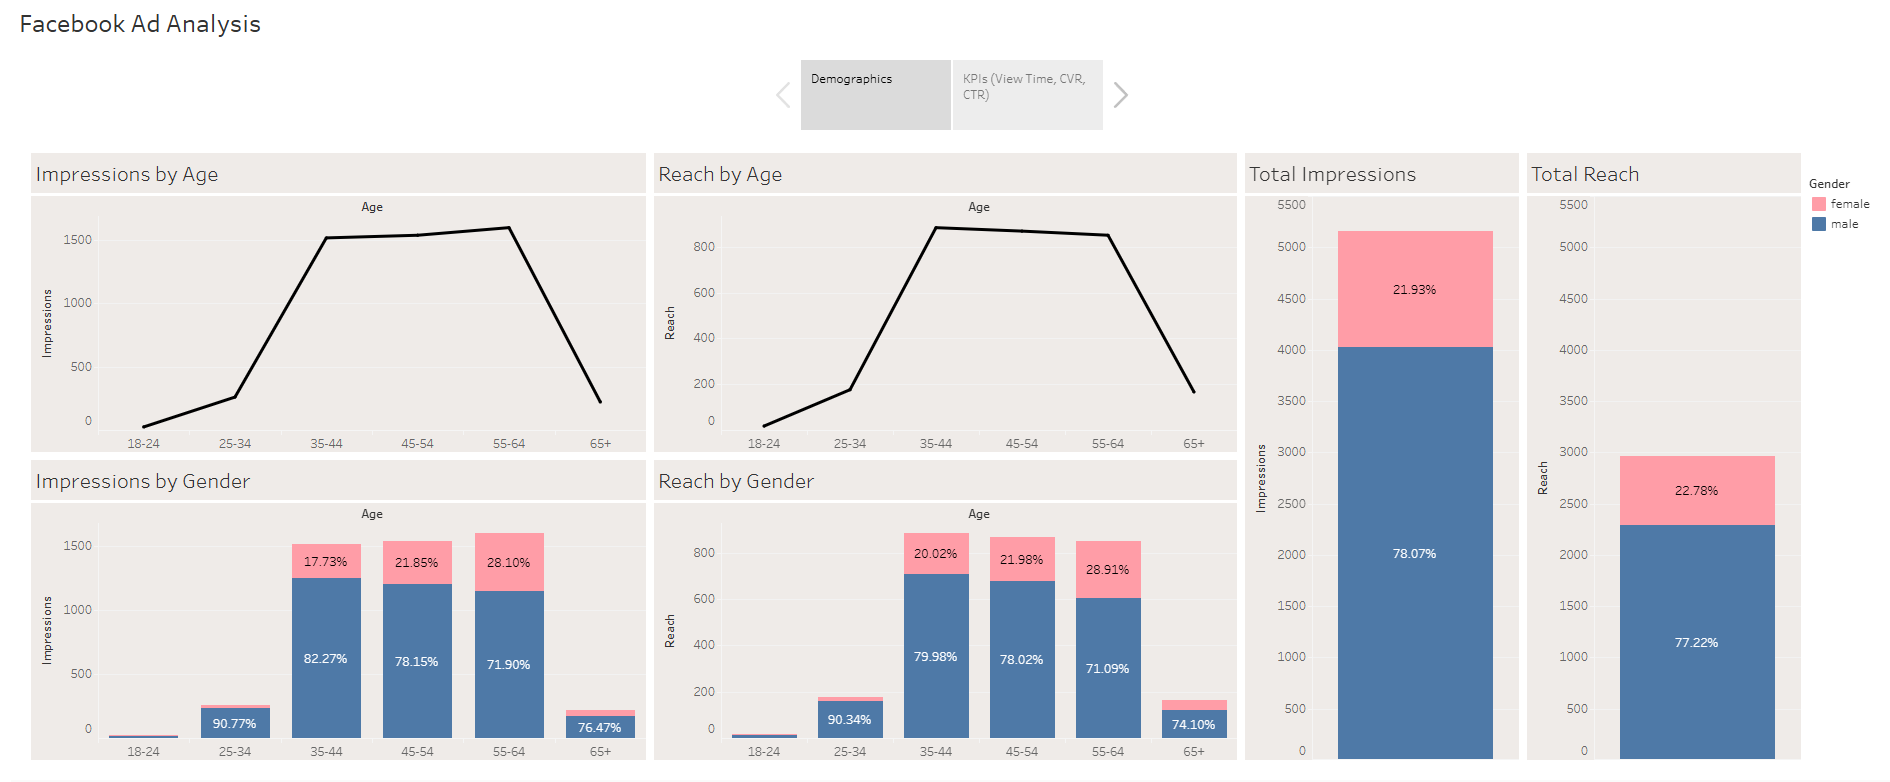 Facebook Ad Analysis
Demographics
KPIs (View Time, CVR,
CTR)
Impressions by Age
Age
Impressions
1500
1000
500
0
18-24 25-34 35-44 45-54 55-64 65+
Reach by Age
Age
Reach
800
600
400
200
0
18-24 25-34 35-44 45-54 55-64 65+
Impressions by Gender
Age
Impressions
1500
1000
500
0
17.73% 21.85% 28.10%
82.27% 78.15% 71.90%
90.77% 76.47%
18-24 25-34 35-44 45-54 55-64 65+
Reach by Gender
Age
Reach
800
600
400
200
0
20.02% 21.98% 28.91%
79.98% 78.02% 71.09%
90.34% 74.10%
18-24 25-34 35-44 45-54 55-64 65+
Total Impressions
Impressions
5500
5000
4500
4000
3500
3000
2500
2000
1500
1000
500
0
21.93%
78.07%
Total Reach
Reach
5500
5000
4500
4000
3500
3000
2500
2000
1500
1000
500
0
22.78%
77.22%
Gender
female
male